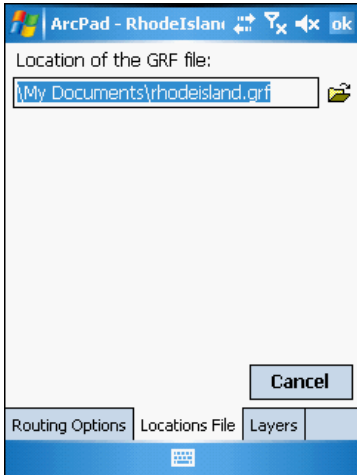 ArcPad - RhodeIslan ok
Location of the GRF file:
\My Documents\rhodeisland.grf
Cancel
Routing Options Locations File Layers